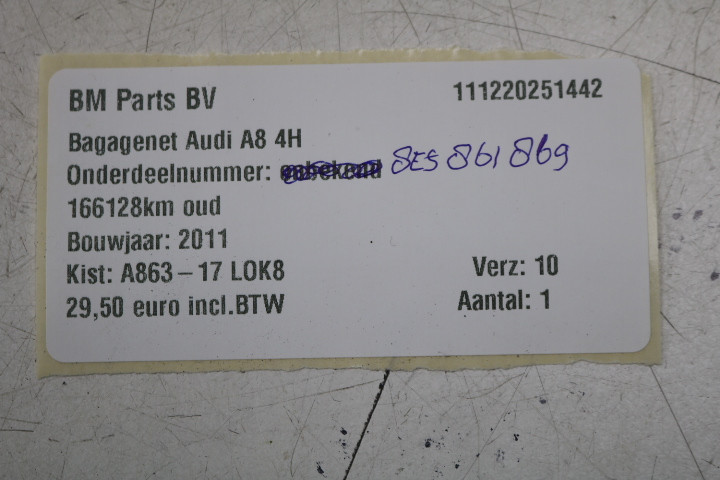 BM Parts BV 111220251442
Bagagenet Audi A8 4H
Onderdeelnummer: onbekend 8E5 861 869
166128km oud
Bouwjaar: 2011
Kist: A863-17 LOK8 Verz: 10
29,50 euro incl.BTW Aantal: 1